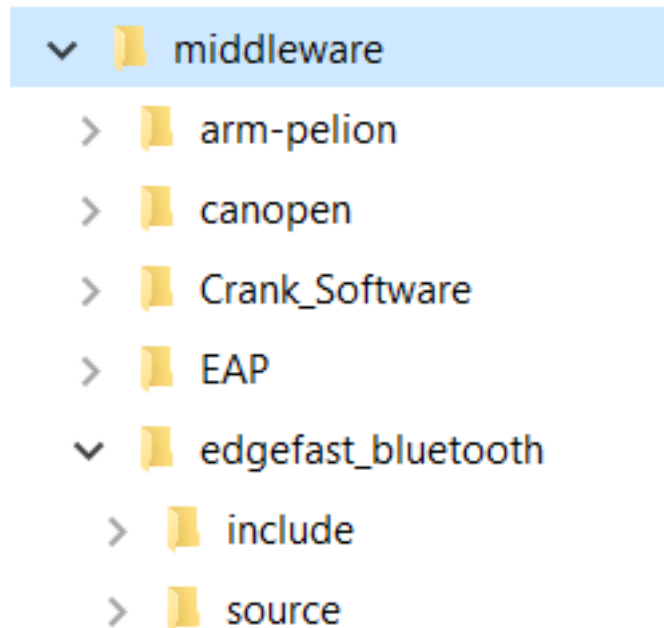 middleware
arm-pelion
canopen
Crank_Software
EAP
edgefast_bluetooth
include
source